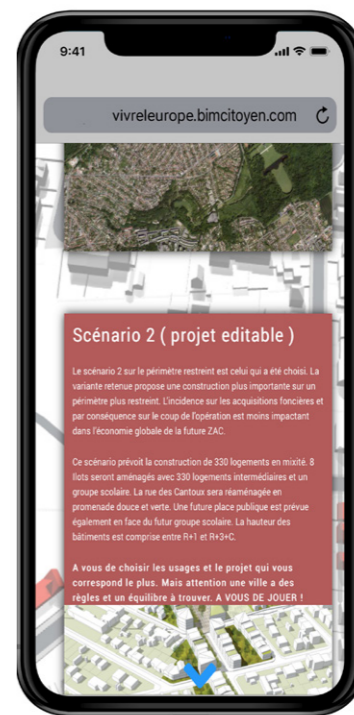 9:41
vivreleurope.bimcitoyen.com
Scénario 2 ( projet editable )
Le scénario 2 sur le périmètre restreint est celui qui a été choisi. La
variante retenue propose une construction plus importante sur un
périmètre plus restreint. L'incidence sur les acquisitions foncières et
par conséquence sur le coup de l'opération est moins impactant
dans l'économie globale de la future ZAC.
Ce scénario prévoit la construction de 330 logements en mixité. 8
îlots seront aménagés avec 330 logements intermédiaires et un
groupe scolaire. La rue des Cantoux sera réaménagée en
promenade douce et verte. Une future place publique est prévue
également en face du futur groupe scolaire. La hauteur des
bâtiments est comprise entre R+1 et R+3+C.
A vous de choisir les usages et le projet qui vous
correspond le plus. Mais attention une ville a des
règles et un équilibre à trouver. A VOUS DE JOUER !